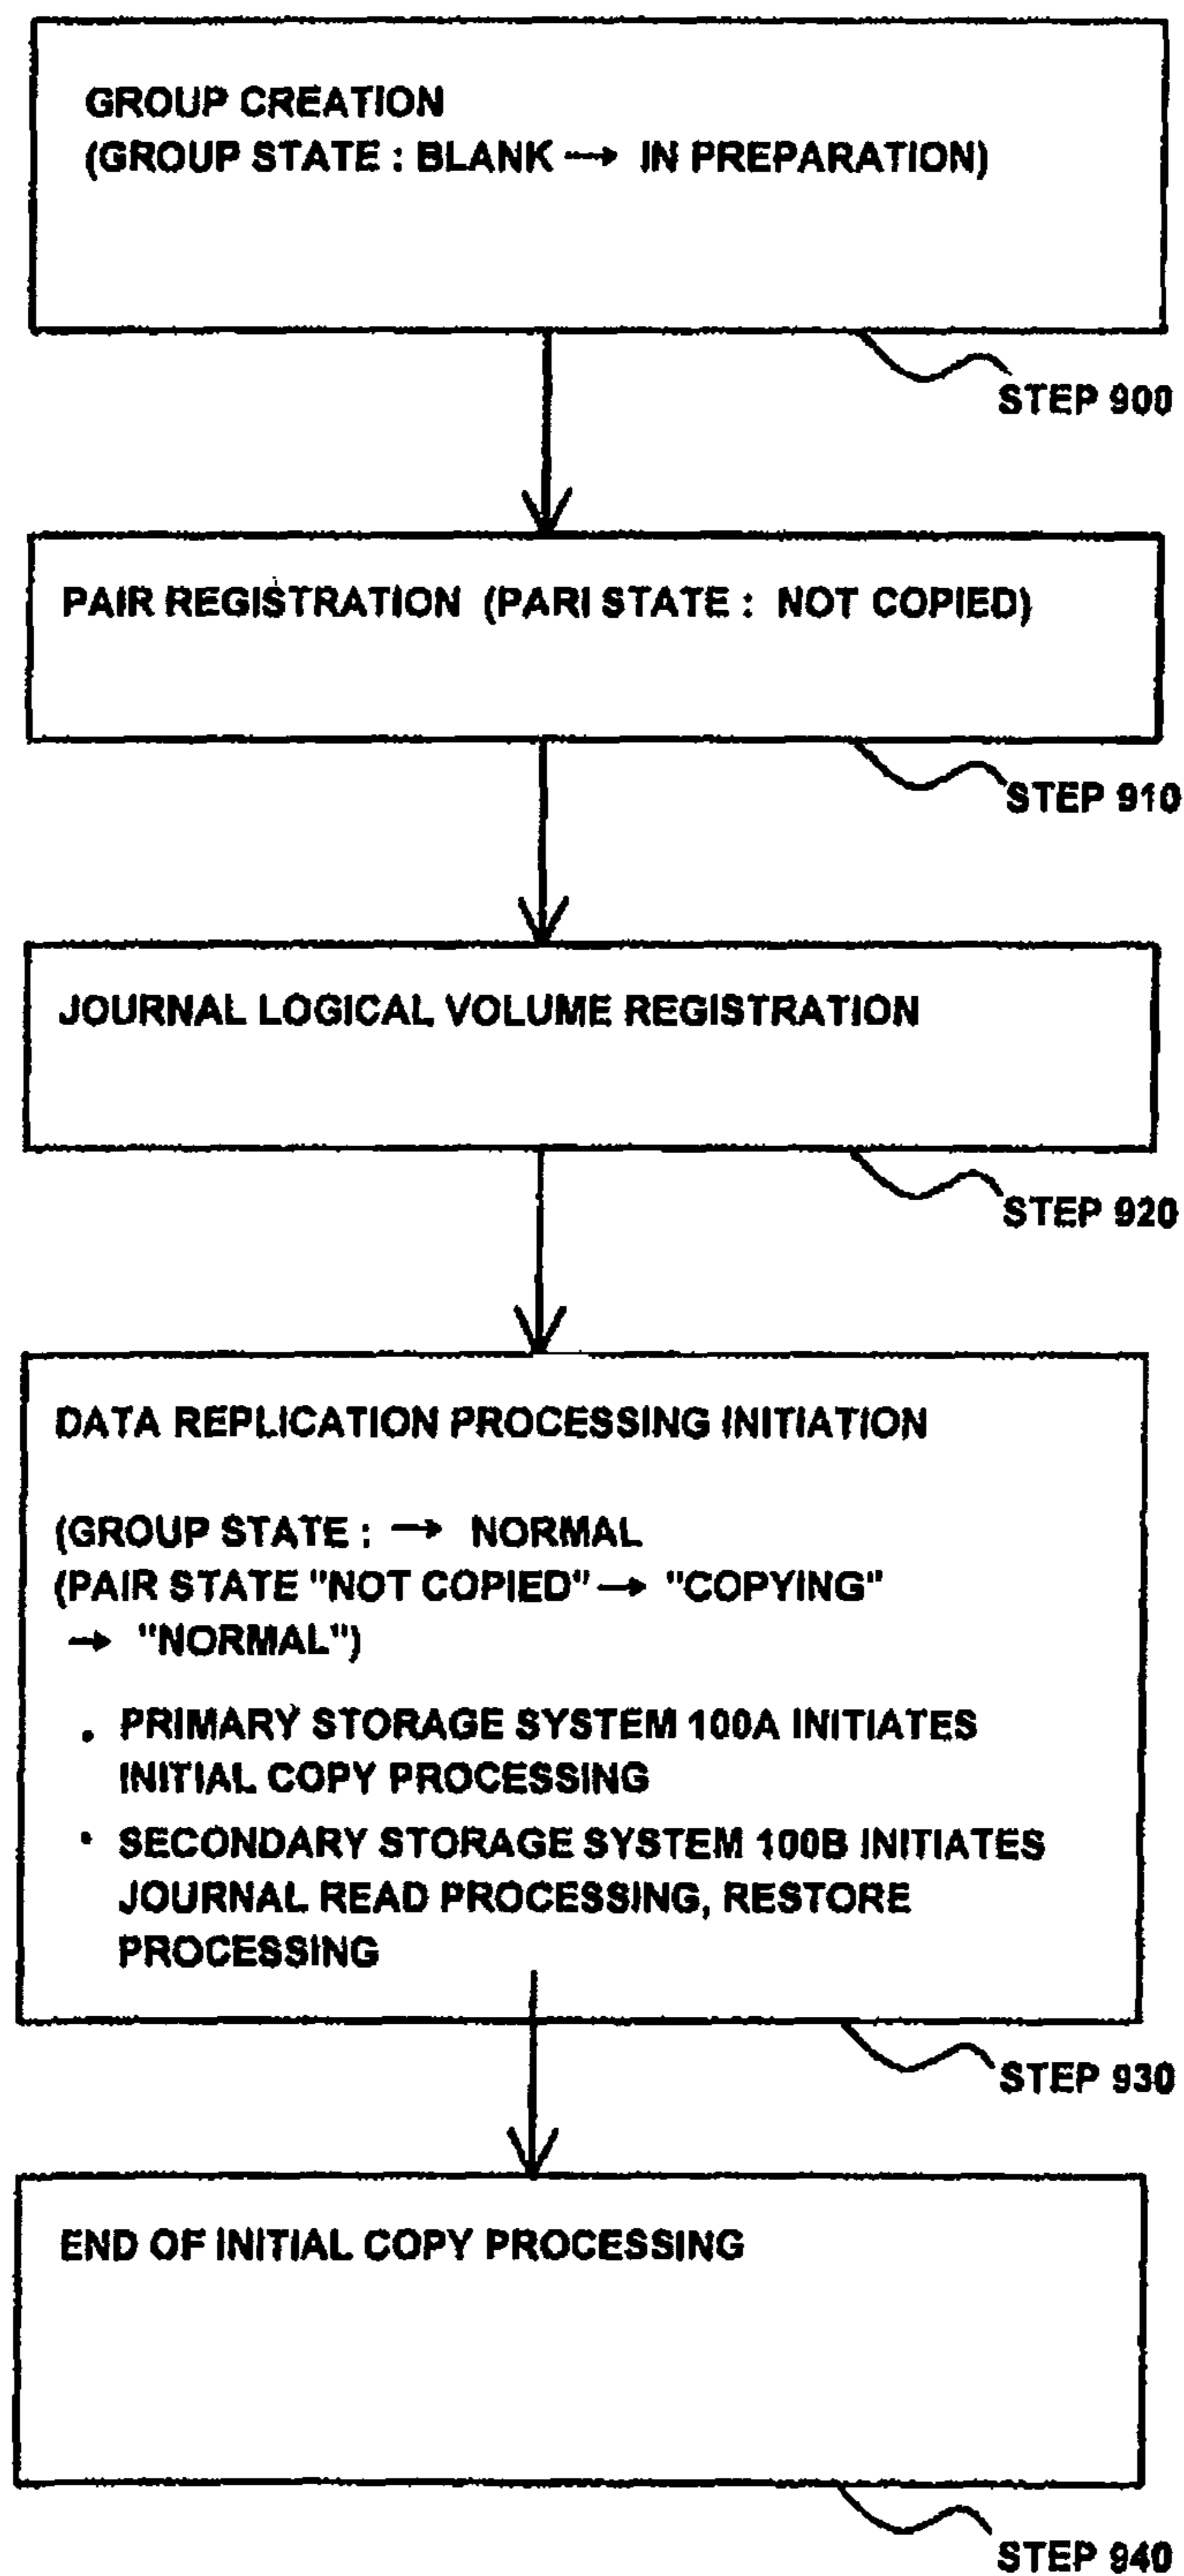 GROUP CREATION
(GROUP STATE : BLANK → IN PREPARATION)
STEP 900
PAIR REGISTRATION (PARI STATE : NOT COPIED)
STEP 910
JOURNAL LOGICAL VOLUME REGISTRATION
STEP 920
DATA REPLICATION PROCESSING INITIATION
(GROUP STATE : → NORMAL
(PAIR STATE "NOT COPIED" → "COPYING"
→ "NORMAL")
• PRIMARY STORAGE SYSTEM 100A INITIATES
INITIAL COPY PROCESSING
• SECONDARY STORAGE SYSTEM 100B INITIATES
JOURNAL READ PROCESSING, RESTORE
PROCESSING
STEP 930
END OF INITIAL COPY PROCESSING
STEP 940